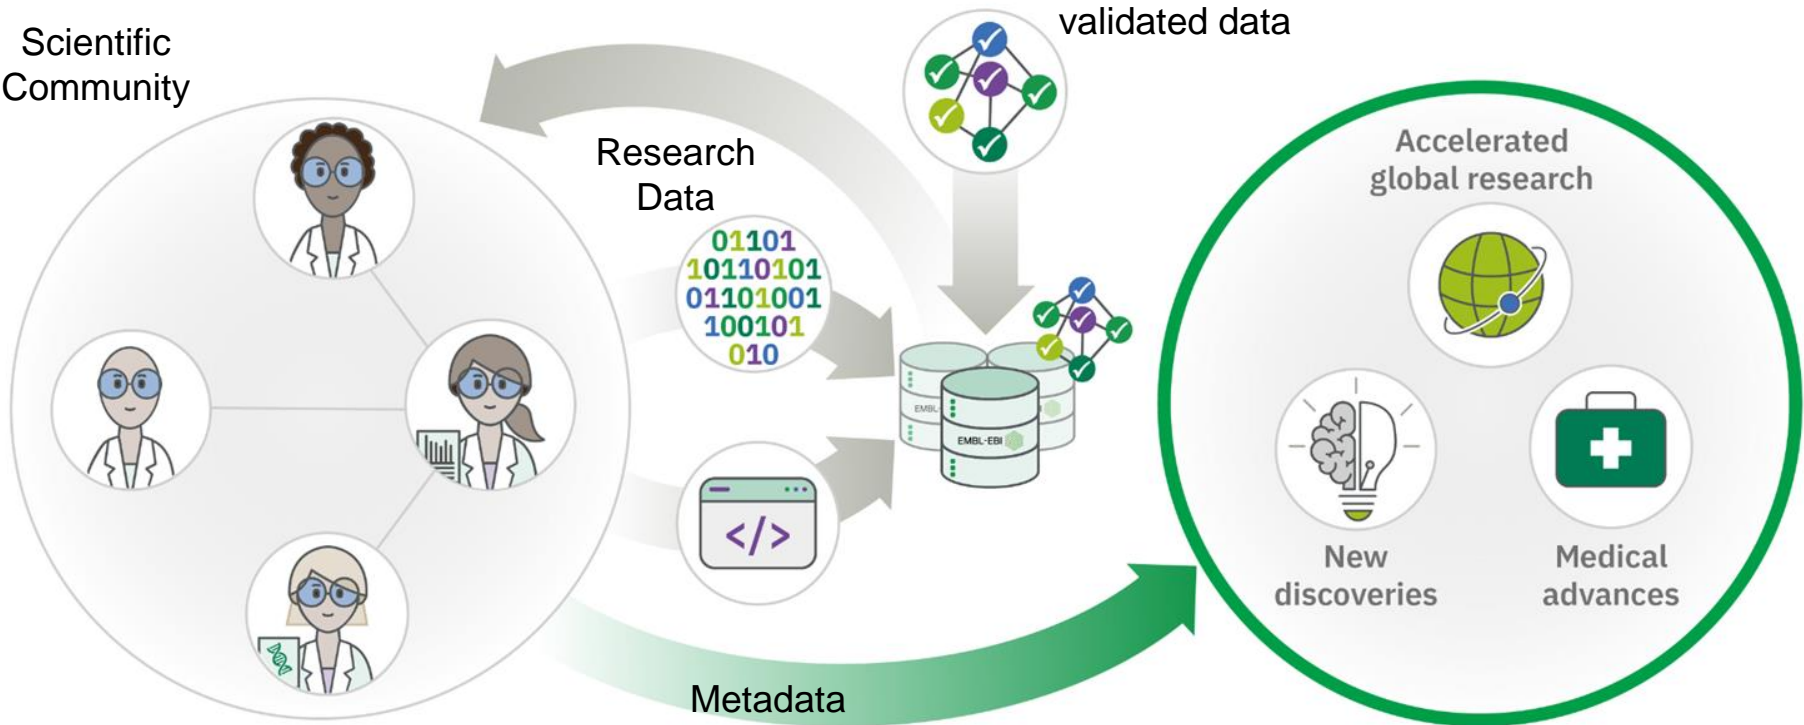 Scientific
Community
validated data
Research
Data
01101
10110101
01101001
100101
010
</>
EMBL-
EMBL-EBI
Metadata
Accelerated
global research
New
discoveries
Medical
advances